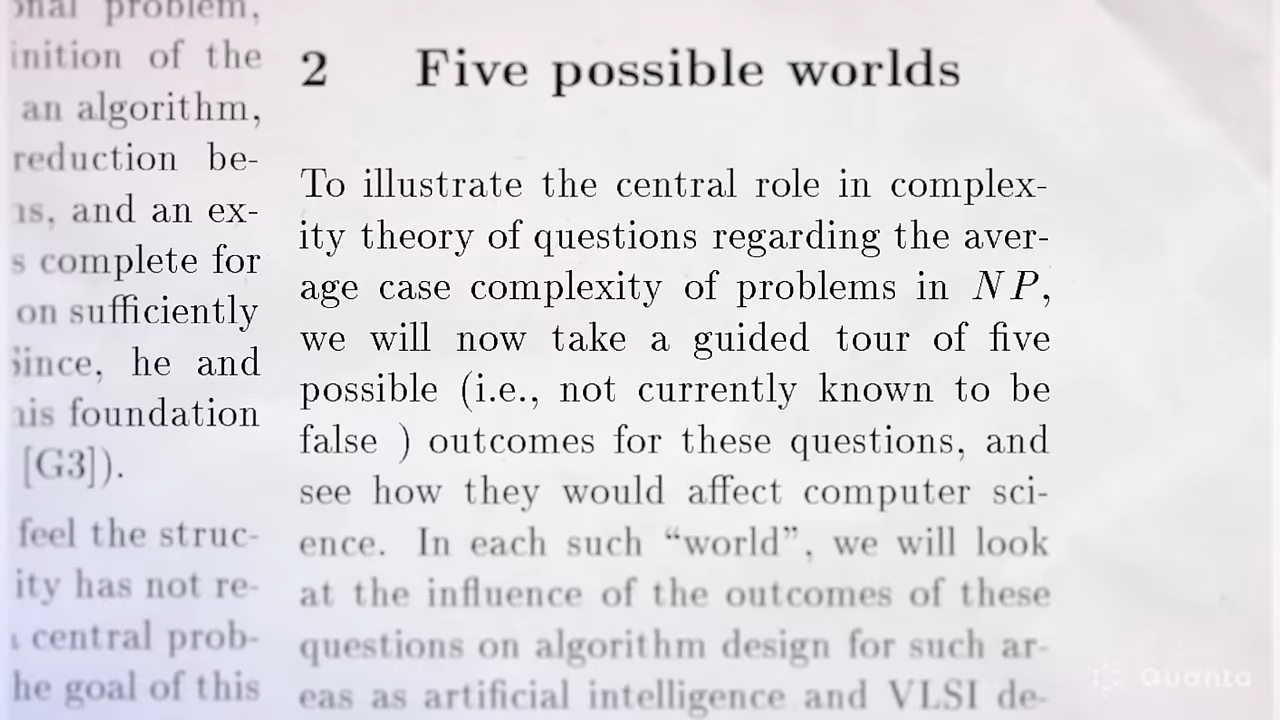 onal problem,
inition of the
an algorithm,
reduction be-
ns, and an ex-
s complete for
on sufficiently
Since, he and
his foundation
[G3]).
feel the struc-
ity has not re-
central prob-
he goal of this
2 Five possible worlds
To illustrate the central role in complex-
ity theory of questions regarding the aver-
age case complexity of problems in NP,
we will now take a guided tour of five
possible (i.e., not currently known to be
false ) outcomes for these questions, and
see how they would affect computer sci-
ence. In each such “world”, we will look
at the influence of the outcomes of these
questions on algorithm design for such ar-
eas as artificial intelligence and VLSI de-
Quanta